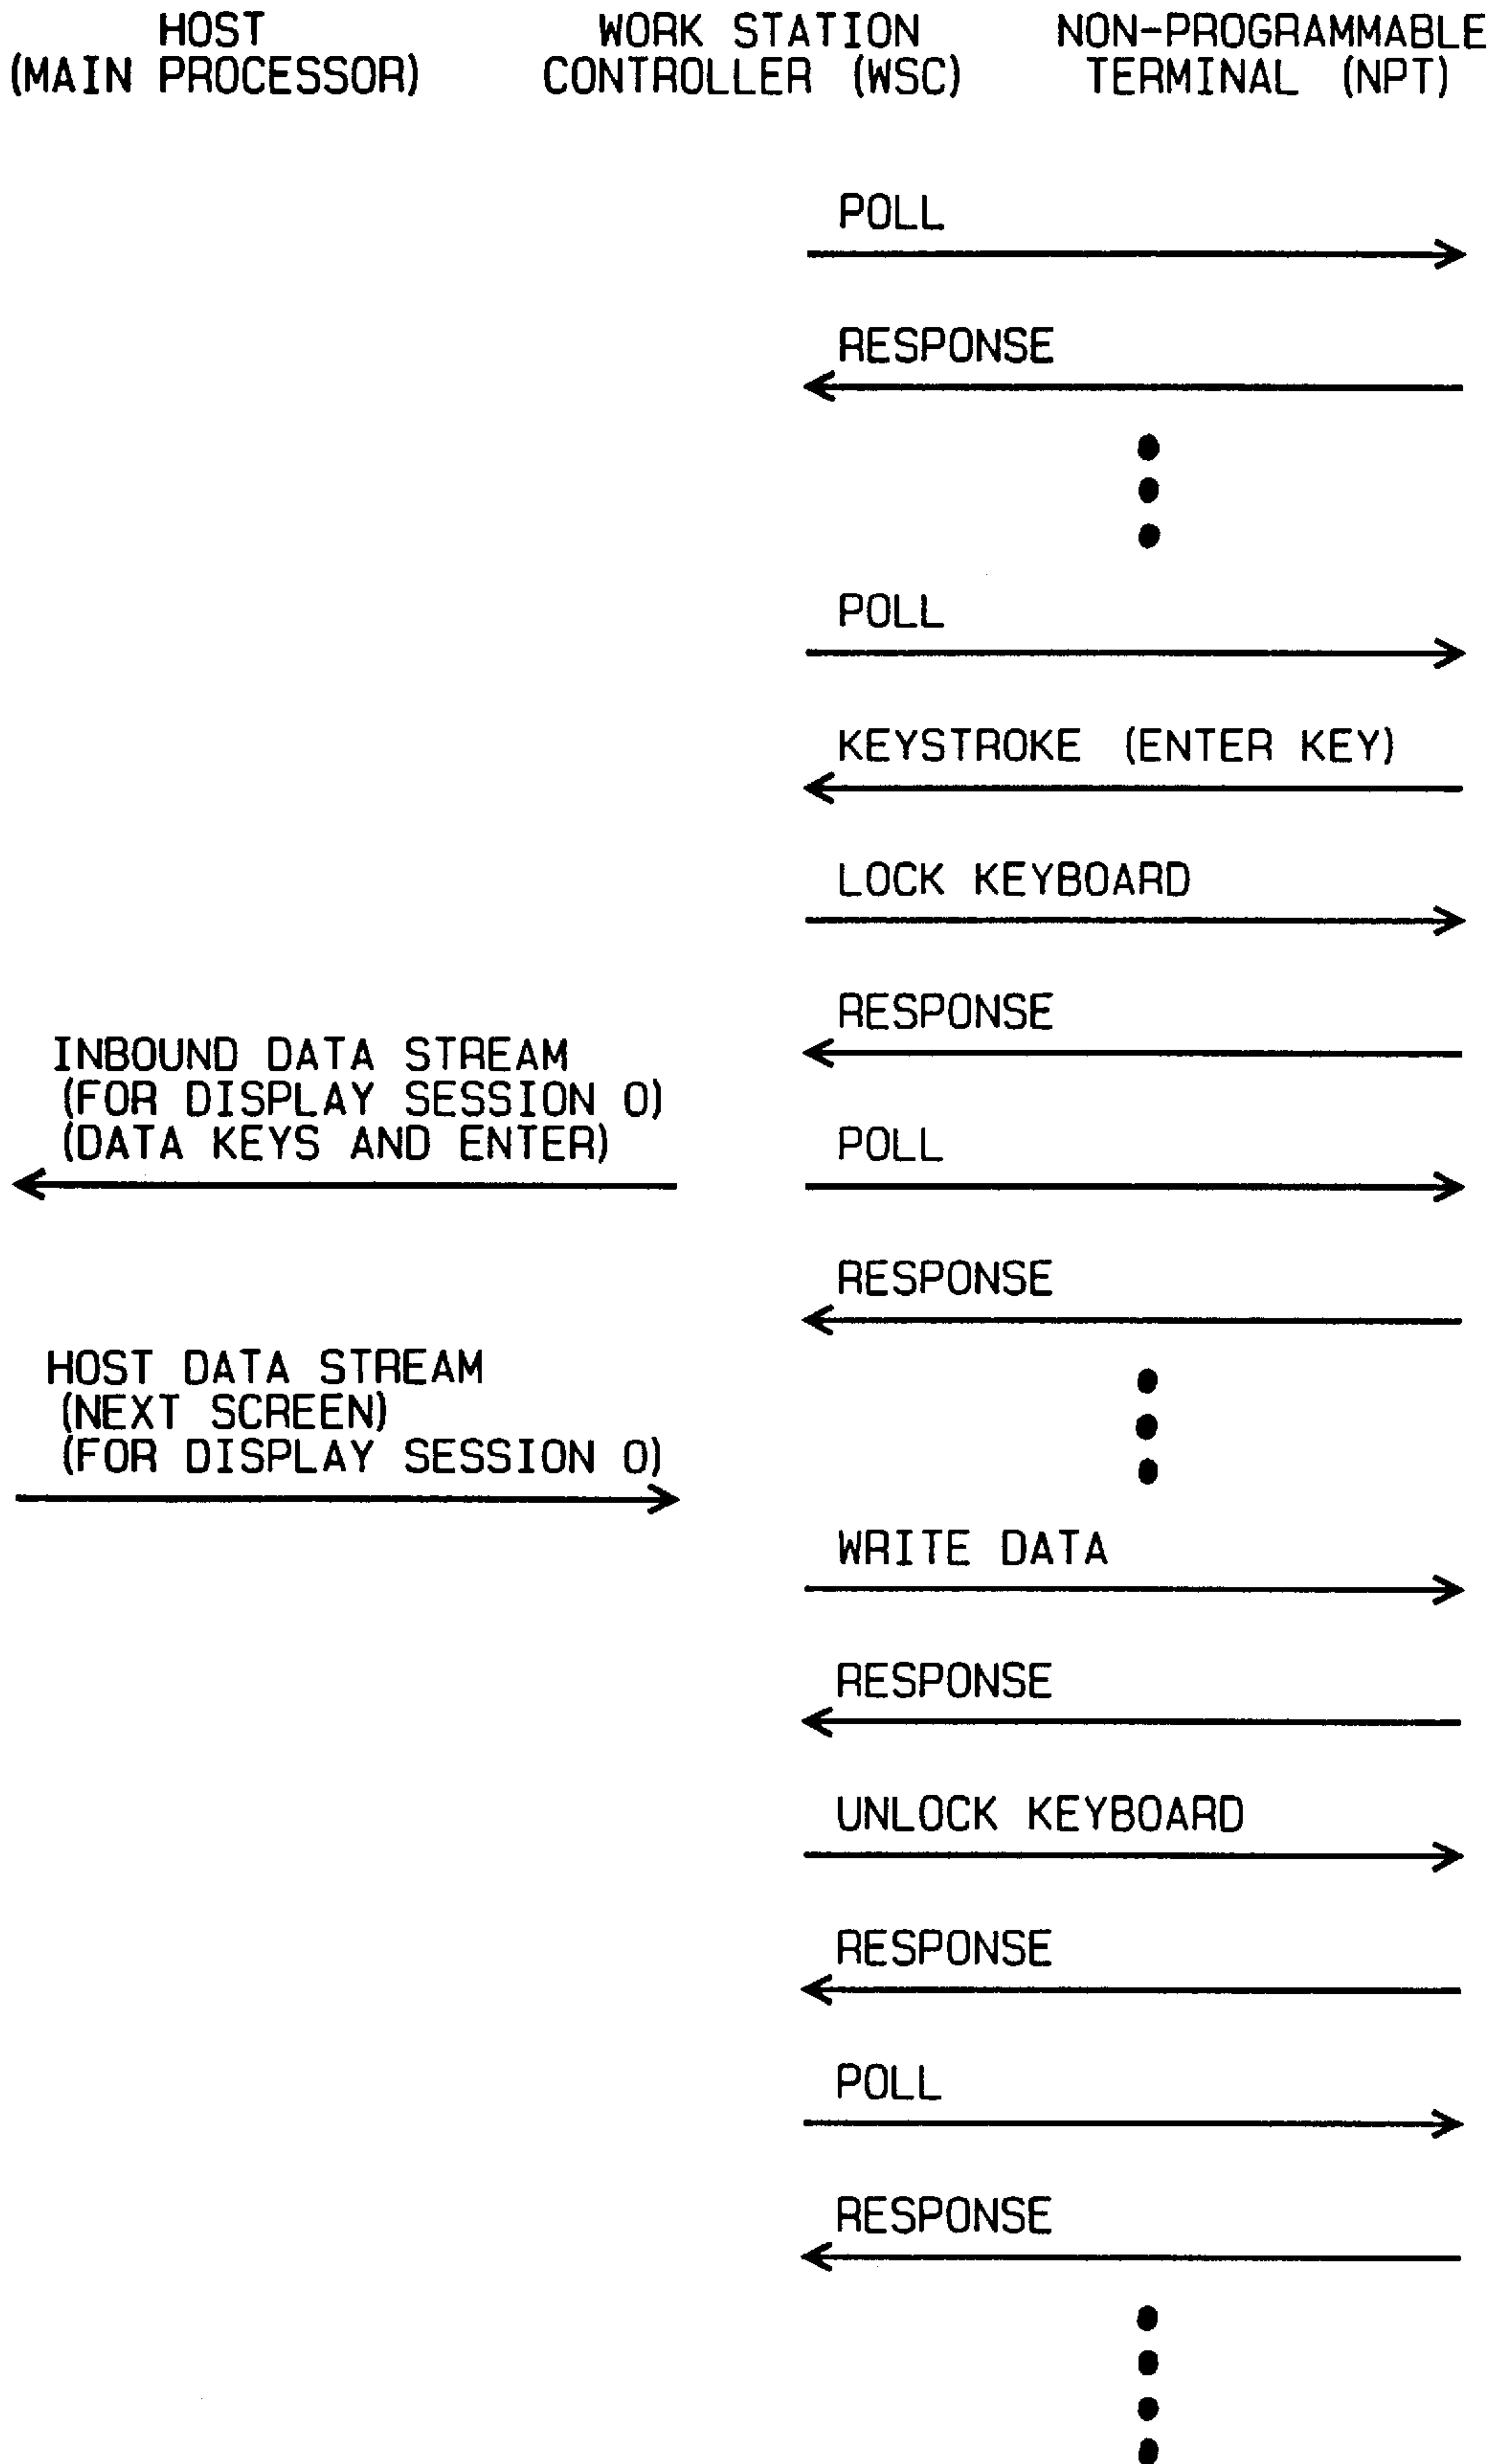 HOST
(MAIN PROCESSOR)
WORK STATION
CONTROLLER (WSC)
NON-PROGRAMMABLE
TERMINAL (NPT)
POLL
RESPONSE
POLL
KEYSTROKE (ENTER KEY)
LOCK KEYBOARD
RESPONSE
INBOUND DATA STREAM
(FOR DISPLAY SESSION 0)
(DATA KEYS AND ENTER)
POLL
RESPONSE
HOST DATA STREAM
(NEXT SCREEN)
(FOR DISPLAY SESSION 0)
WRITE DATA
RESPONSE
UNLOCK KEYBOARD
RESPONSE
POLL
RESPONSE